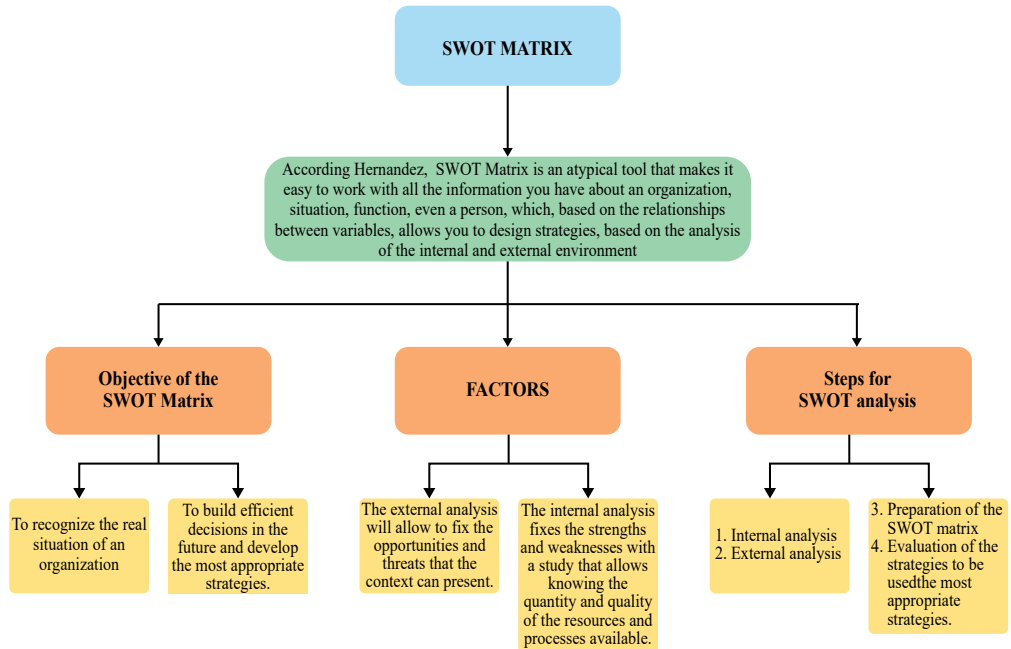 SWOT MATRIX
According Hernandez, SWOT Matrix is an atypical tool that makes it
easy to work with all the information you have about an organization,
situation, function, even a person, which, based on the relationships
between variables, allows you to design strategies, based on the analysis
of the internal and external environment
Objective of the
SWOT Matrix
FACTORS
Steps for
SWOT analysis
To recognize the real
situation of an
organization
To build efficient
decisions in the
future and develop
the most appropriate
strategies.
The external analysis
will allow to fix the
opportunities and
threats that the
context can present.
The internal analysis
fixes the strengths
and weaknesses with
a study that allows
knowing the
quantity and quality
of the resources and
processes available.
1. Internal analysis
2. External analysis
3. Preparation of the
SWOT matrix
4. Evaluation of the
strategies to be
usedthe most
appropriate
strategies.